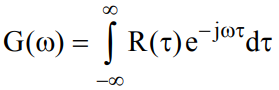 G(ω) = ∫_{-∞}^{∞} R(τ) e^{-jωτ} dτ